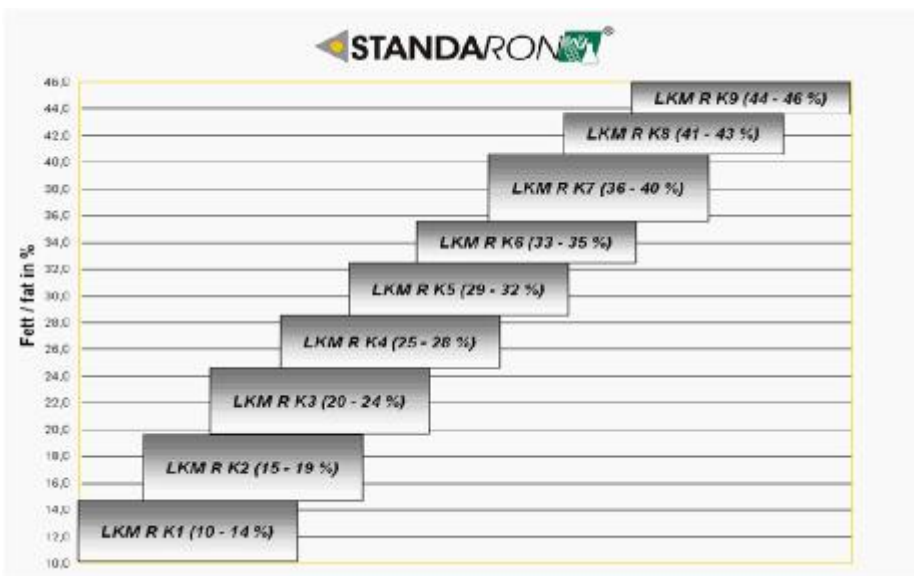 STANDARON®
46,0
44,0
42,0
40,0
38,0
36,0
34,0
32,0
30,0
28,0
26,0
24,0
22,0
20,0
18,0
16,0
14,0
12,0
10,0
Fett / fat in %
LKM R K9 (44 - 46 %)
LKM R K8 (41 - 43 %)
LKM R K7 (36 - 40 %)
LKM R K6 (33 - 35 %)
LKM R K5 (29 - 32 %)
LKM R K4 (25 - 28 %)
LKM R K3 (20 - 24 %)
LKM R K2 (15 - 19 %)
LKM R K1 (10 - 14 %)